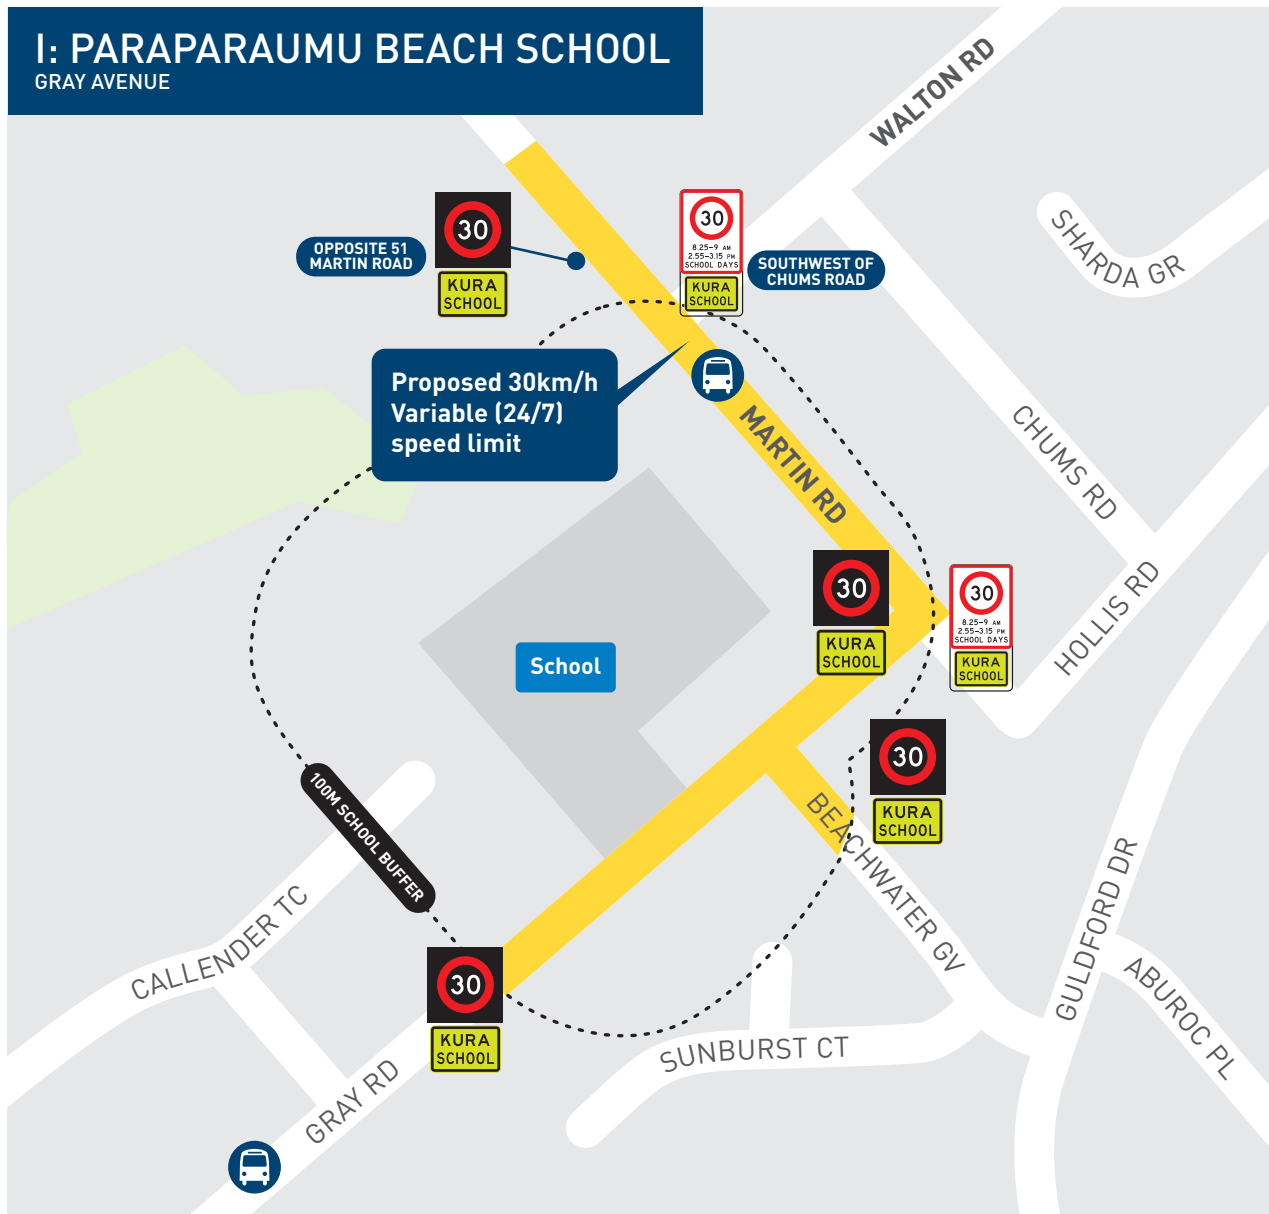 I: PARAPARAUMU BEACH SCHOOL
GRAY AVENUE
WALTON RD
30
KURA
SCHOOL
OPPOSITE 51
MARTIN ROAD
30
8.25–9 AM
2.55–3.15 PM
SCHOOL DAYS
KURA
SCHOOL
SOUTHWEST OF
CHUMS ROAD
SHARDA GR
Proposed 30km/h
Variable (24/7)
speed limit
MARTIN RD
CHUMS RD
30
KURA
SCHOOL
30
8.25–9 AM
2.55–3.15 PM
SCHOOL DAYS
KURA
SCHOOL
HOLLIS RD
School
30
KURA
SCHOOL
100M SCHOOL BUFFER
BEACHWATER GV
CALLENDER TC
GULDFORD DR
ABUROC PL
30
KURA
SCHOOL
SUNBURST CT
GRAY RD